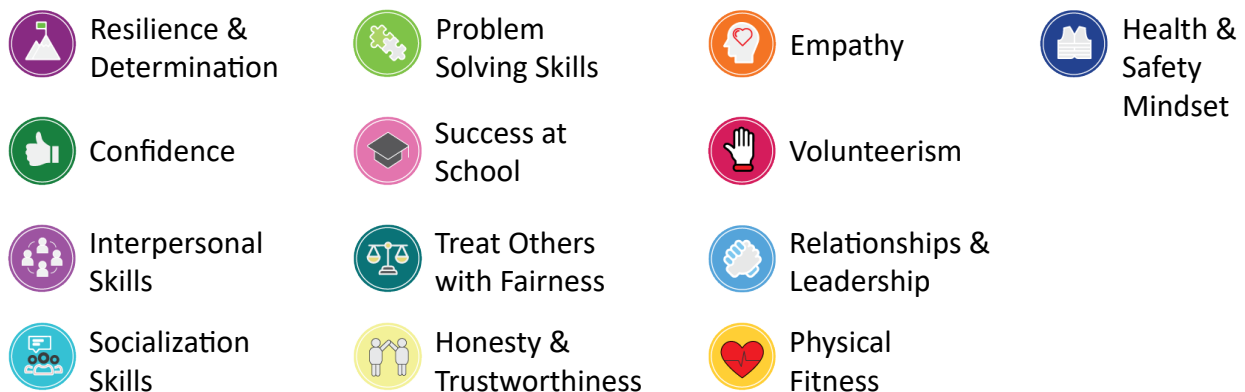 Resilience &
Determination
Problem
Solving Skills
Empathy
Health &
Safety
Mindset
Confidence
Success at
School
Volunteerism
Interpersonal
Skills
Treat Others
with Fairness
Relationships &
Leadership
Socialization
Skills
Honesty &
Trustworthiness
Physical
Fitness